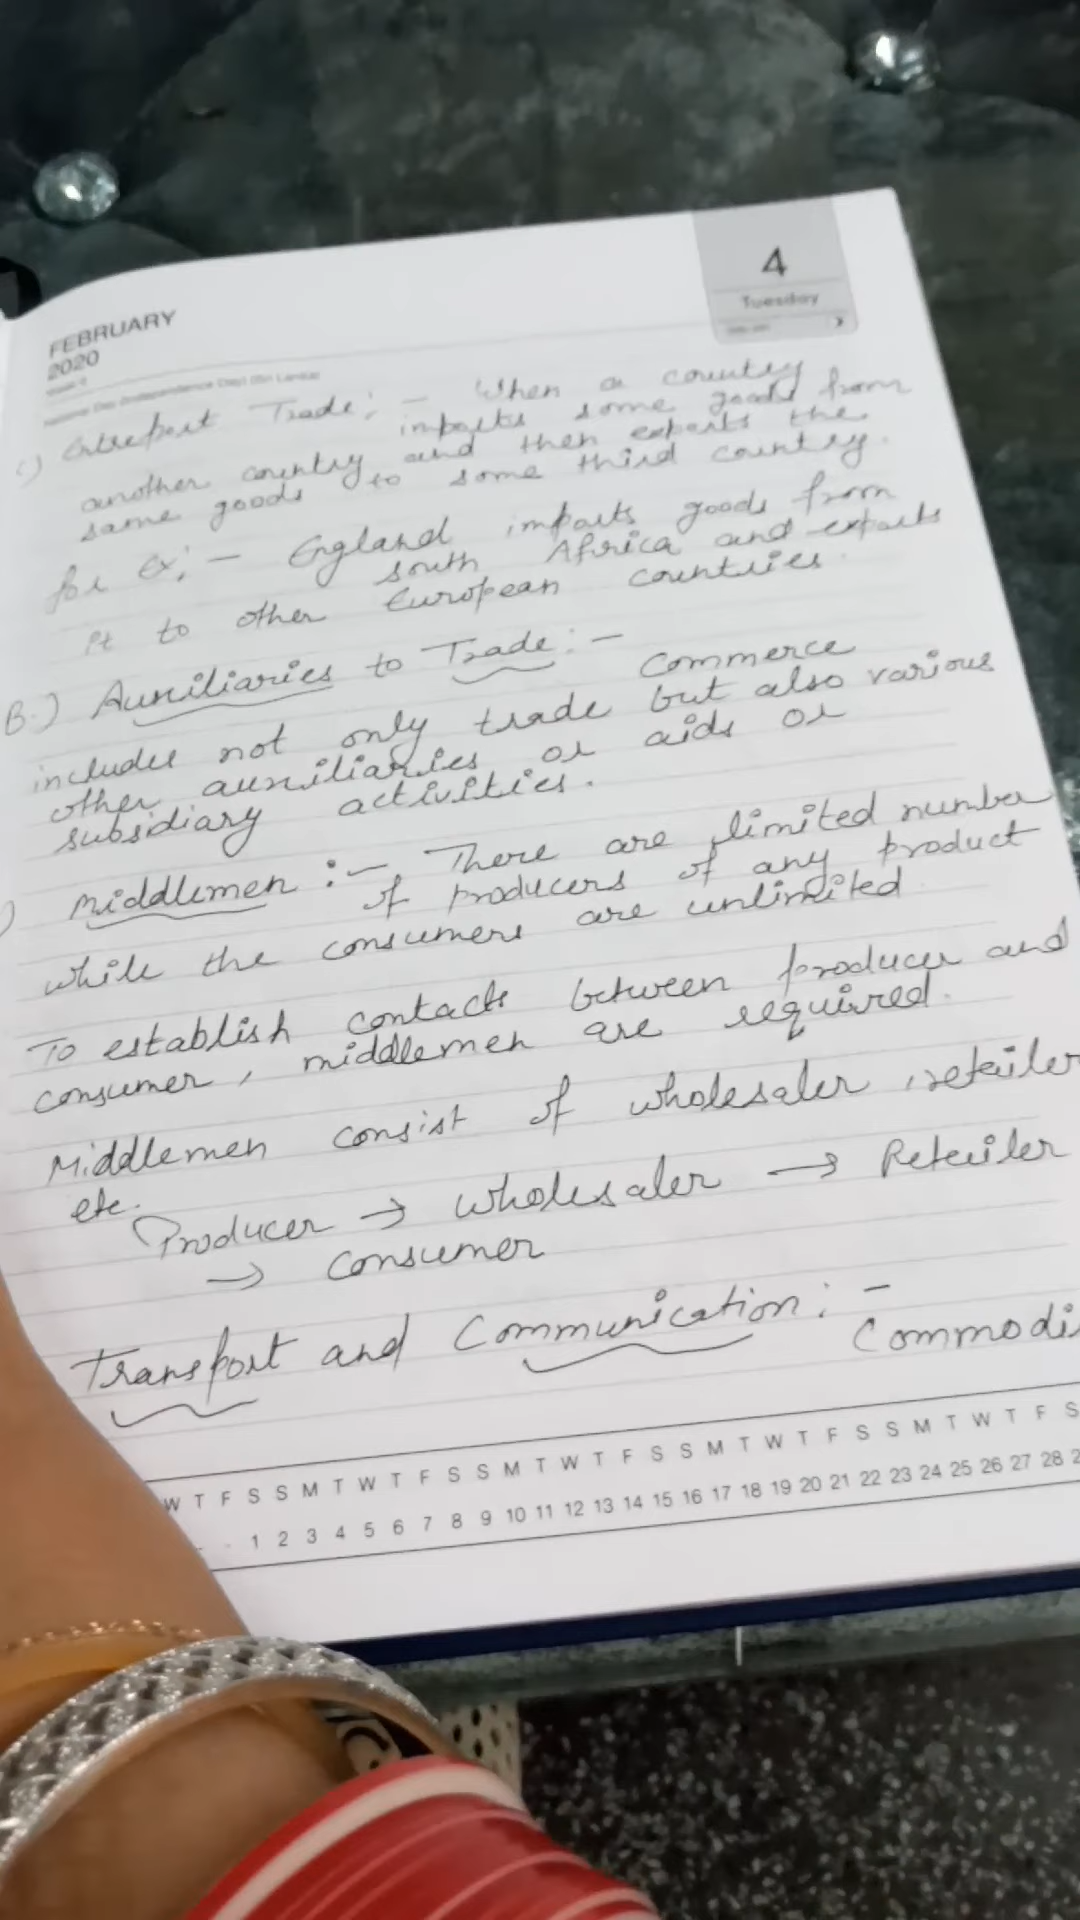 FEBRUARY
2020
4
Tuesday
c) Entreport Trade: - When a country
imports some goods from
another country and then exports the
same goods to some third country.
for Ex: - England imports goods from
south Africa and exports
it to other European countries.
B.) Auxiliaries to Trade: -
Commerce
includes not only trade but also various
other auxiliaries or aids or
subsidiary activities.
) Middlemen :- There are limited number
of producers of any product
while the consumers are unlimited
To establish contacts between producer and
consumer, middlemen are required.
Middlemen consist of wholesaler, retailer
etc.
Producer → wholesaler → Retailer
→ consumer
Transport and Communication: -
Commodi
W T F S S M T W T F S S M T W T F S S M T W T F S S M T W T F S
1 2 3 4 5 6 7 8 9 10 11 12 13 14 15 16 17 18 19 20 21 22 23 24 25 26 27 28 2